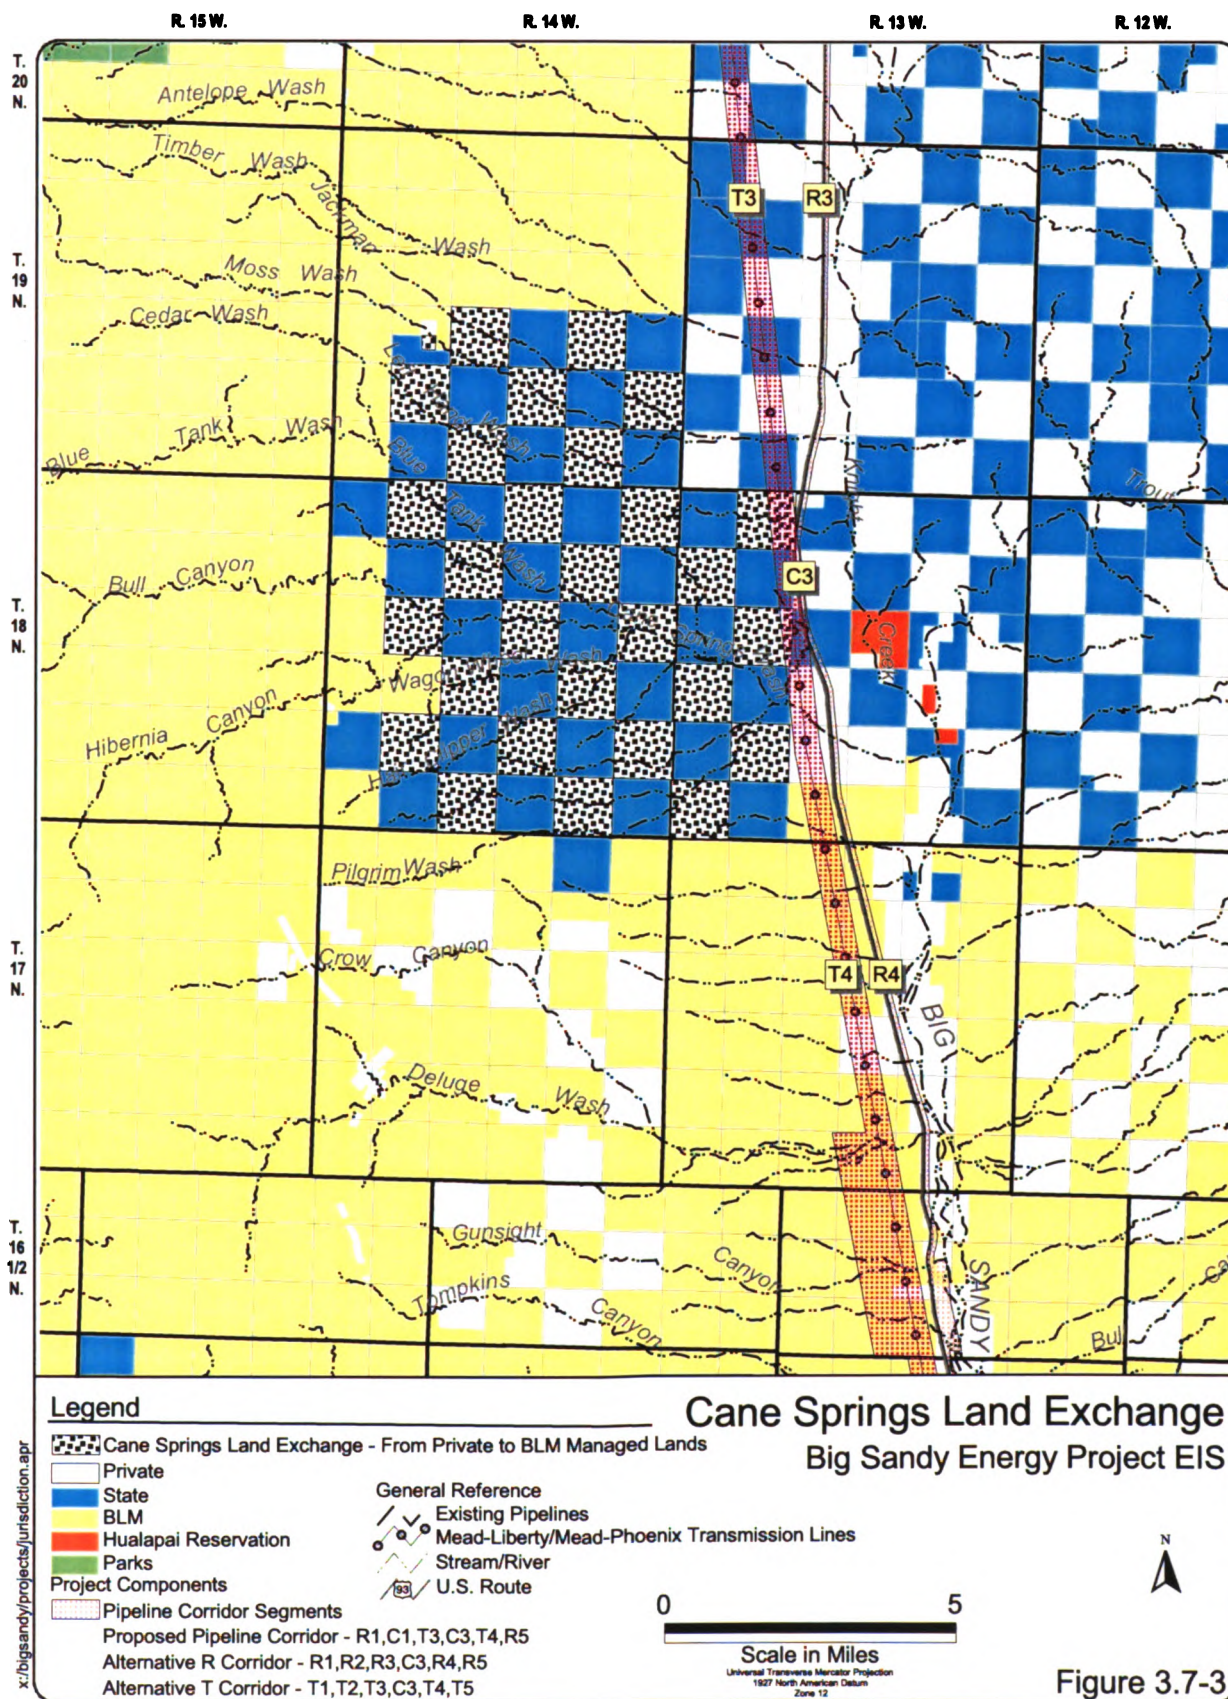 R. 15 W. R. 14 W. R. 13 W. R. 12 W.
T.
20
N.
T.
19
N.
T.
18
N.
T.
17
N.
T.
16
1/2
N.
Antelope Wash
Timber Wash
Jackman Wash
Moss Wash
Cedar Wash
T3 R3
Wash
Blue Tank Wash
Blue Tank Wash
Knight Creek
Trout
Bull Canyon
C3
Springs Wash
Wagon Wash
Hibernia Canyon
Wash
Pilgrim Wash
Crow Canyon
T4 R4
BIG SANDY
Deluge Wash
Gunsight Canyon
Tompkins Canyon
Bull
Legend
Cane Springs Land Exchange - From Private to BLM Managed Lands
Private
State
BLM
Hualapai Reservation
Parks
Project Components
Pipeline Corridor Segments
Proposed Pipeline Corridor - R1,C1,T3,C3,T4,R5
Alternative R Corridor - R1,R2,R3,C3,R4,R5
Alternative T Corridor - T1,T2,T3,C3,T4,T5
General Reference
Existing Pipelines
Mead-Liberty/Mead-Phoenix Transmission Lines
Stream/River
93 U.S. Route
Cane Springs Land Exchange
Big Sandy Energy Project EIS
N
0 5
Scale in Miles
Universal Transverse Mercator Projection
1927 North American Datum
Zone 12
Figure 3.7-3
x:/bigsandy/projects/jurisdiction.apr